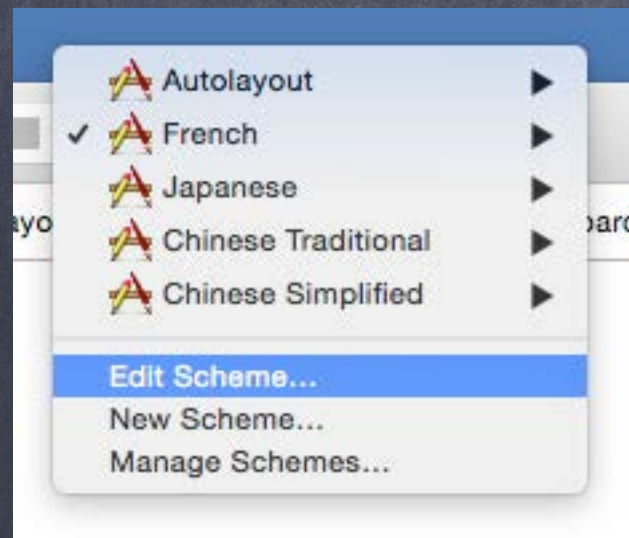 Autolayout
✓ French
Japanese
Chinese Traditional
Chinese Simplified
Edit Scheme...
New Scheme...
Manage Schemes...